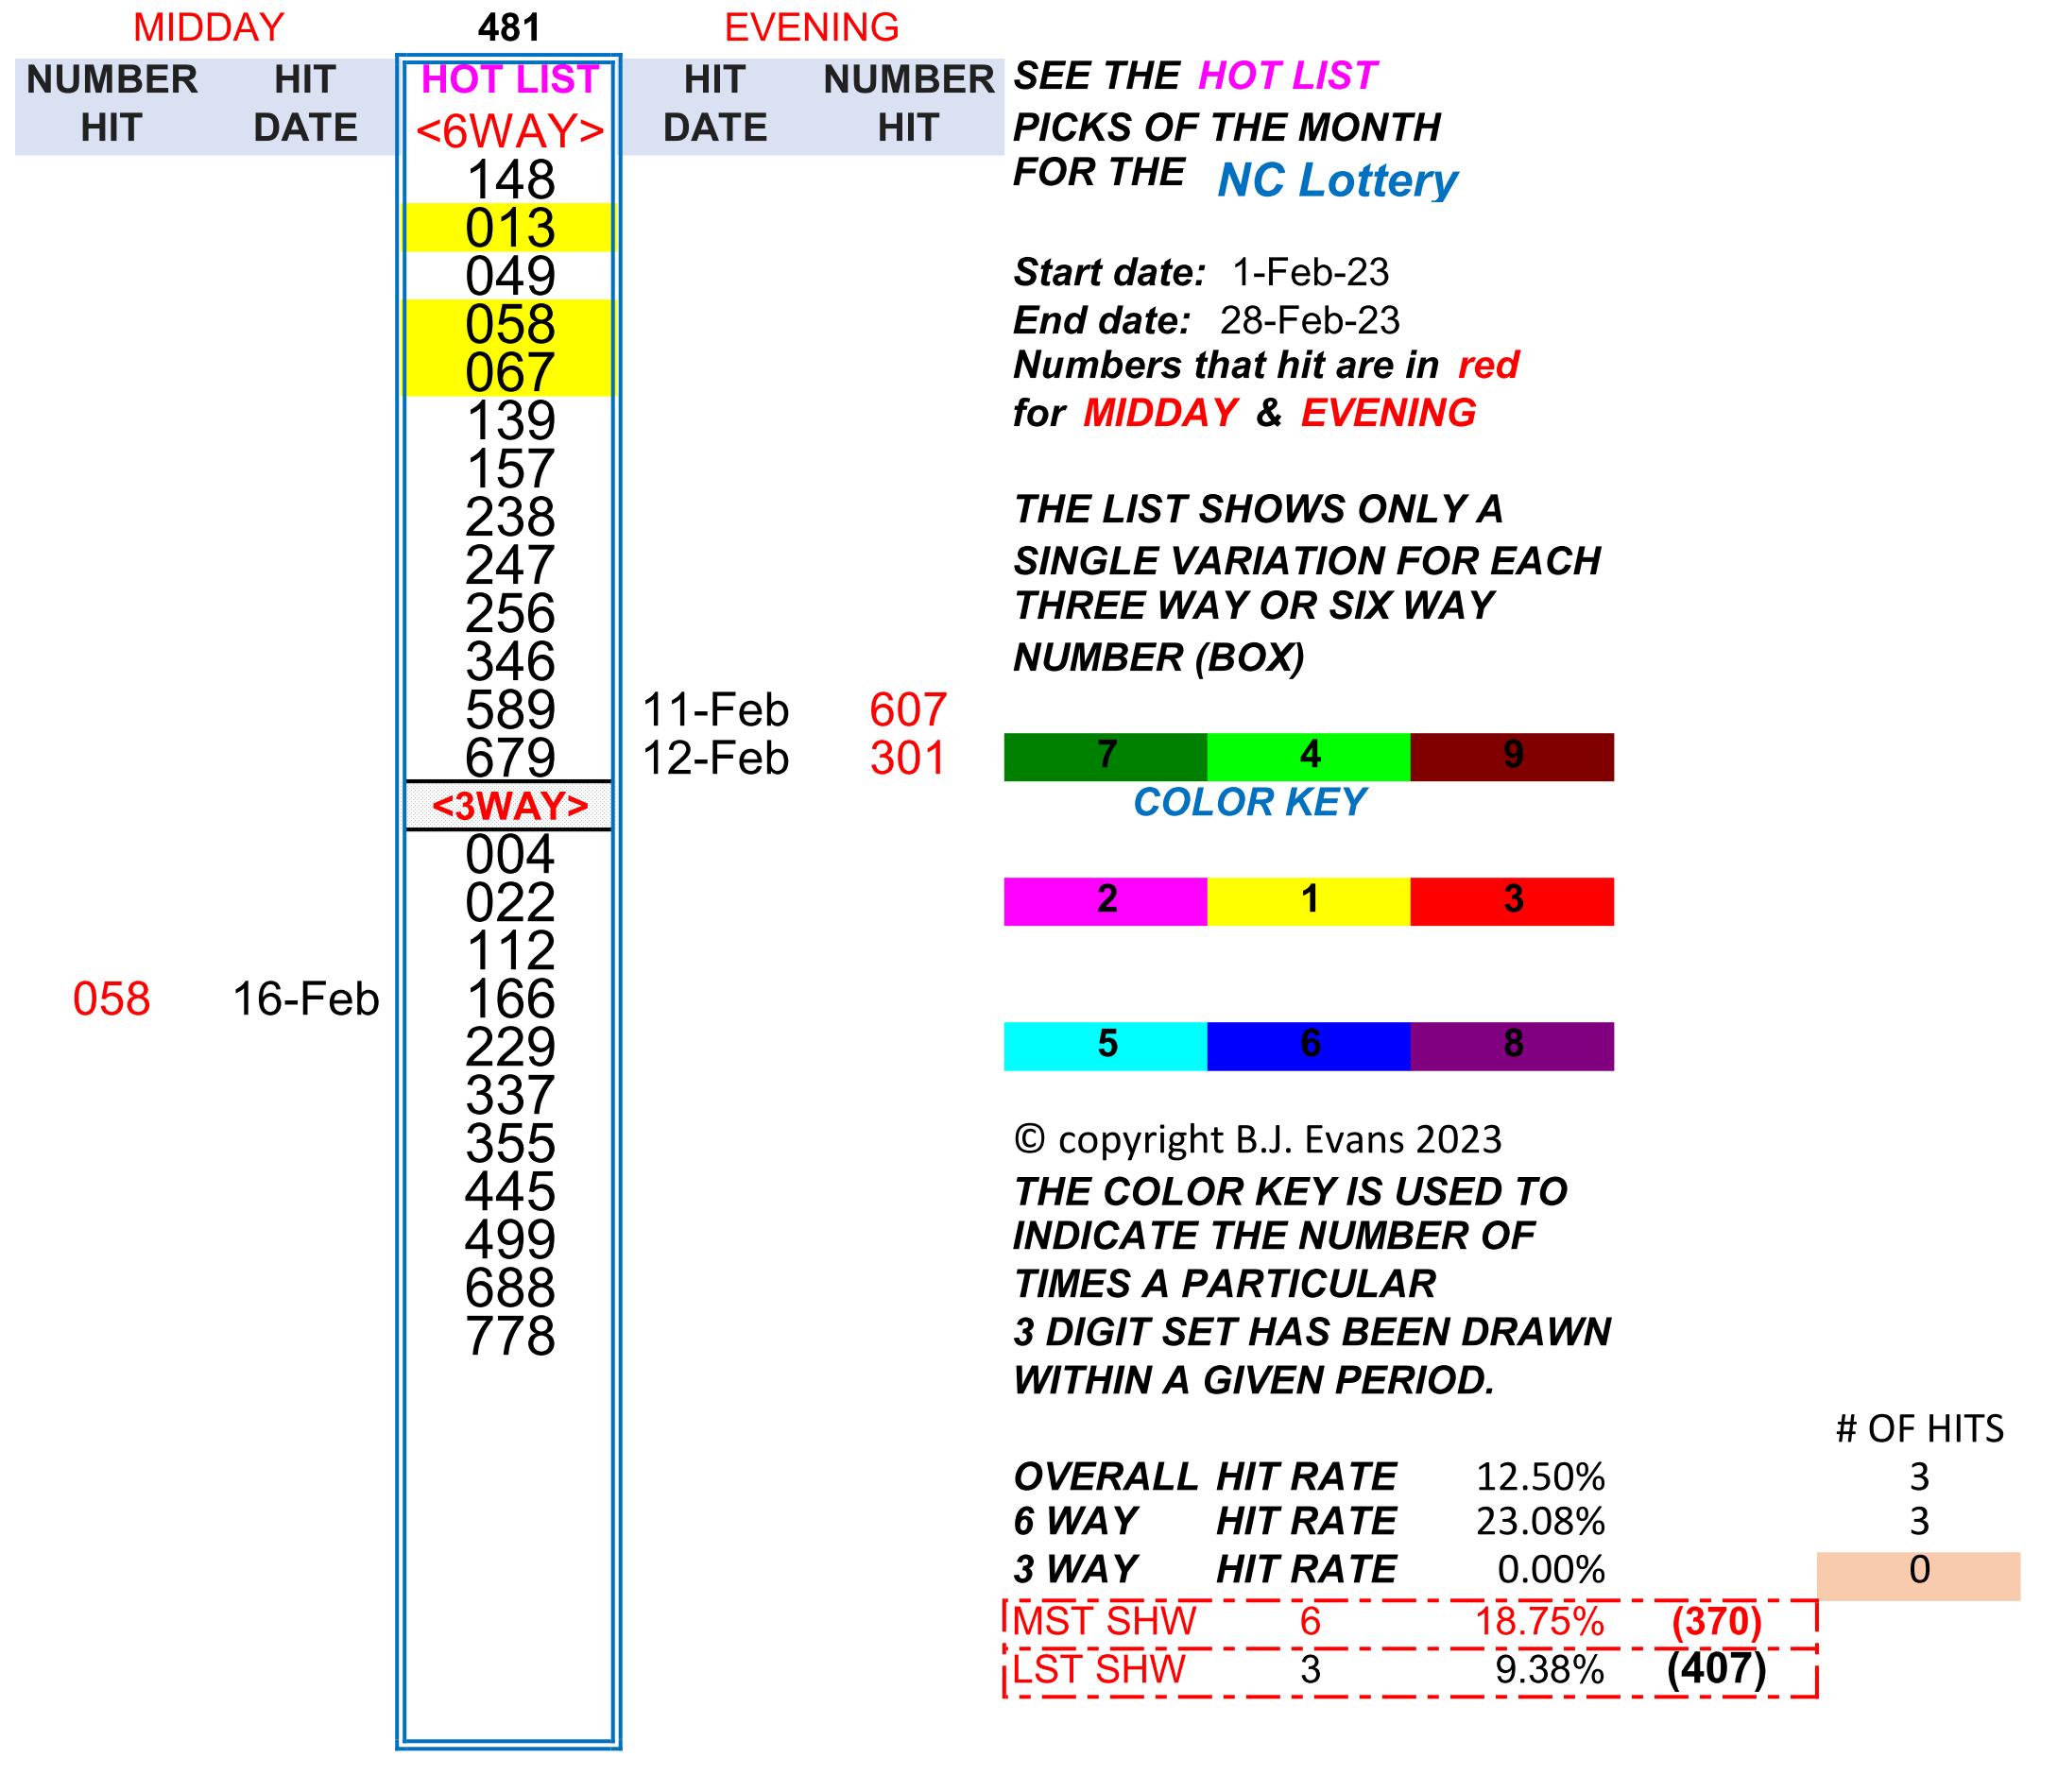 MIDDAY 481 EVENING
NUMBER HIT HOT LIST HIT NUMBER SEE THE HOT LIST
HIT DATE <6WAY> DATE HIT PICKS OF THE MONTH
148 FOR THE NC Lottery
013
049 Start date: 1-Feb-23
058 End date: 28-Feb-23
067 Numbers that hit are in red
139 for MIDDAY & EVENING
157
238 THE LIST SHOWS ONLY A
247 SINGLE VARIATION FOR EACH
256 THREE WAY OR SIX WAY
346 NUMBER (BOX)
589 11-Feb 607
679 12-Feb 301 7 4 9
<3WAY> COLOR KEY
004
022 2 1 3
112
058 16-Feb 166
229 5 6 8
337
355 © copyright B.J. Evans 2023
445 THE COLOR KEY IS USED TO
499 INDICATE THE NUMBER OF
688 TIMES A PARTICULAR
778 3 DIGIT SET HAS BEEN DRAWN
WITHIN A GIVEN PERIOD.
# OF HITS
OVERALL HIT RATE 12.50% 3
6 WAY HIT RATE 23.08% 3
3 WAY HIT RATE 0.00% 0
MST SHW 6 18.75% (370)
LST SHW 3 9.38% (407)